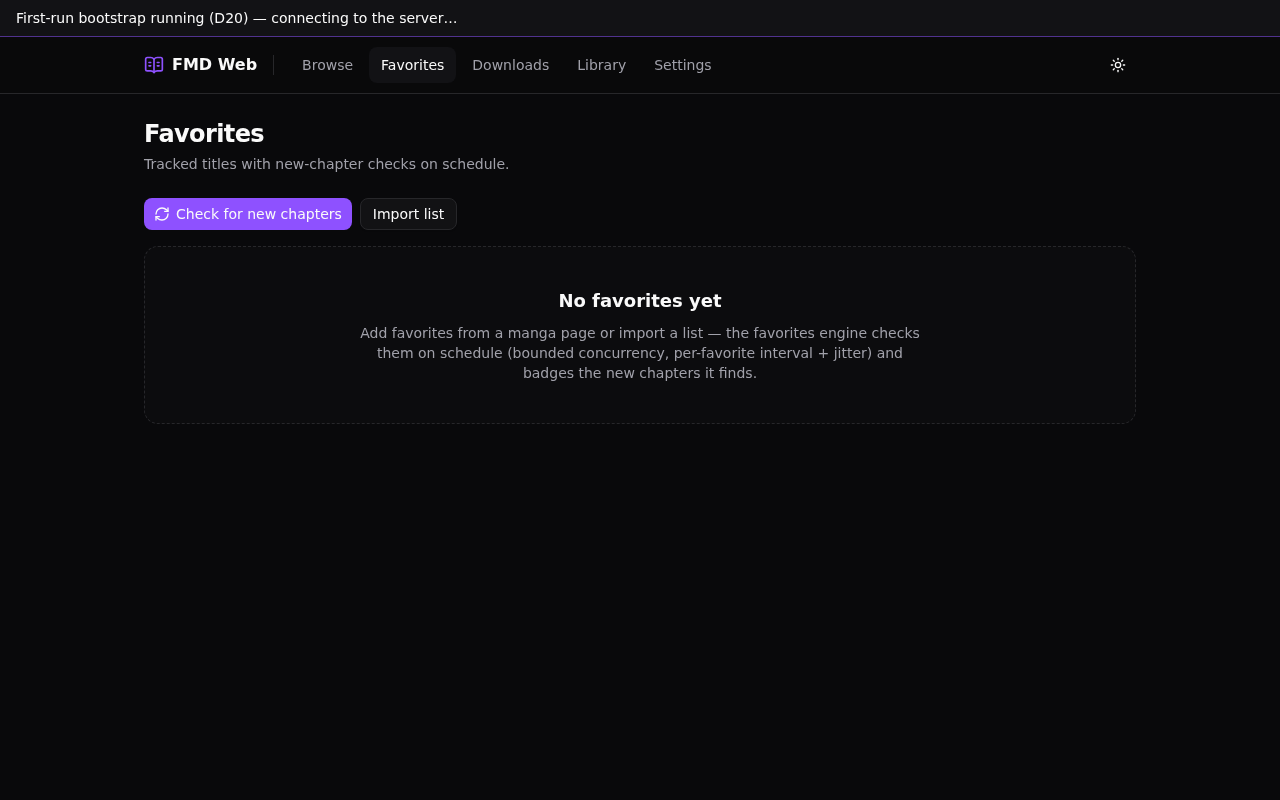 First-run bootstrap running (D20) — connecting to the server…
FMD Web
Browse
Favorites
Downloads
Library
Settings
Favorites
Tracked titles with new-chapter checks on schedule.
Check for new chapters
Import list
No favorites yet
Add favorites from a manga page or import a list — the favorites engine checks
them on schedule (bounded concurrency, per-favorite interval + jitter) and
badges the new chapters it finds.